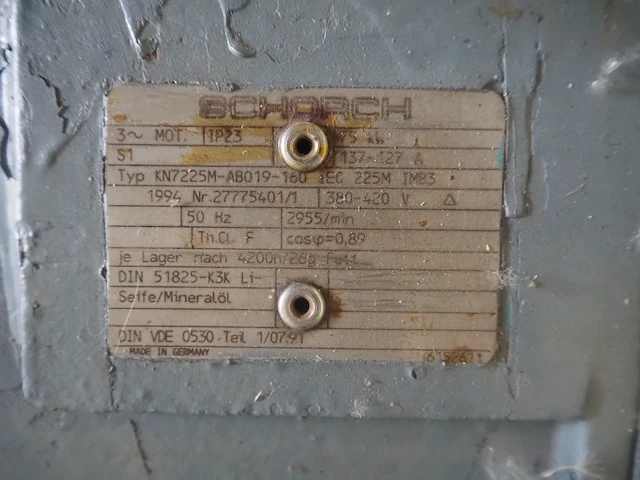 SCHORCH
3~ MOT. IP23 75 kW
S1 137-127 A
Typ KN7225M-AB019-160 IEC 225M IMB3
1994 Nr.27775401/1 380-420 V Δ
50 Hz 2955/min
Th.Cl. F cosφ=0,89
je Lager nach 4200h/26g Fett
DIN 51825-K3K Li-
Seife/Mineralöl
DIN VDE 0530 Teil 1/07.91
MADE IN GERMANY